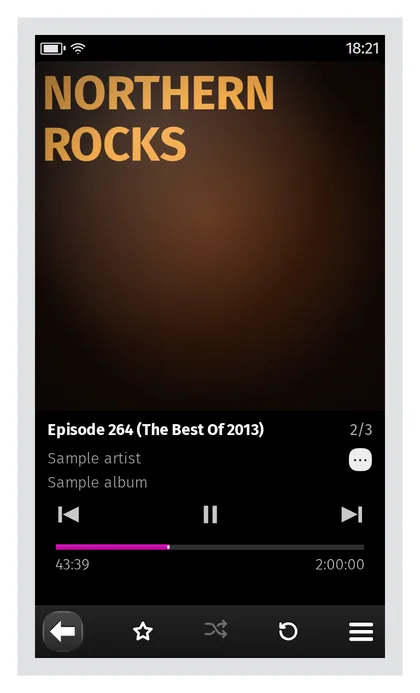 18:21
NORTHERN
ROCKS
Episode 264 (The Best Of 2013) 2/3
Sample artist
Sample album
43:39 2:00:00